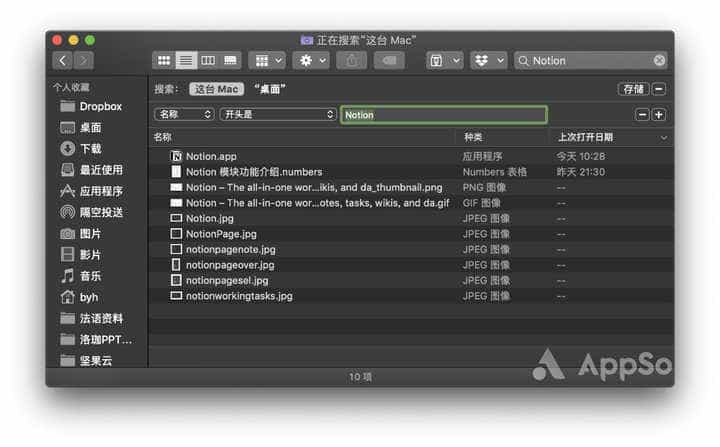 正在搜索“这台 Mac”
Notion
个人收藏
Dropbox
桌面
下载
最近使用
应用程序
隔空投送
图片
影片
音乐
byh
法语资料
洛珈PPT...
坚果云
搜索： 这台 Mac “桌面” 存储
名称 开头是 Notion
名称 种类 上次打开日期
Notion.app 应用程序 今天 10:28
Notion 模块功能介绍.numbers Numbers 表格 昨天 21:30
Notion – The all-in-one wor...ikis, and da_thumbnail.png PNG 图像 --
Notion – The all-in-one wor...otes, tasks, wikis, and da.gif GIF 图像 --
Notion.jpg JPEG 图像 --
NotionPage.jpg JPEG 图像 --
notionpagenote.jpg JPEG 图像 --
notionpageover.jpg JPEG 图像 --
notionpagesel.jpg JPEG 图像 --
notionworkingtasks.jpg JPEG 图像 --
10 项
AppSo